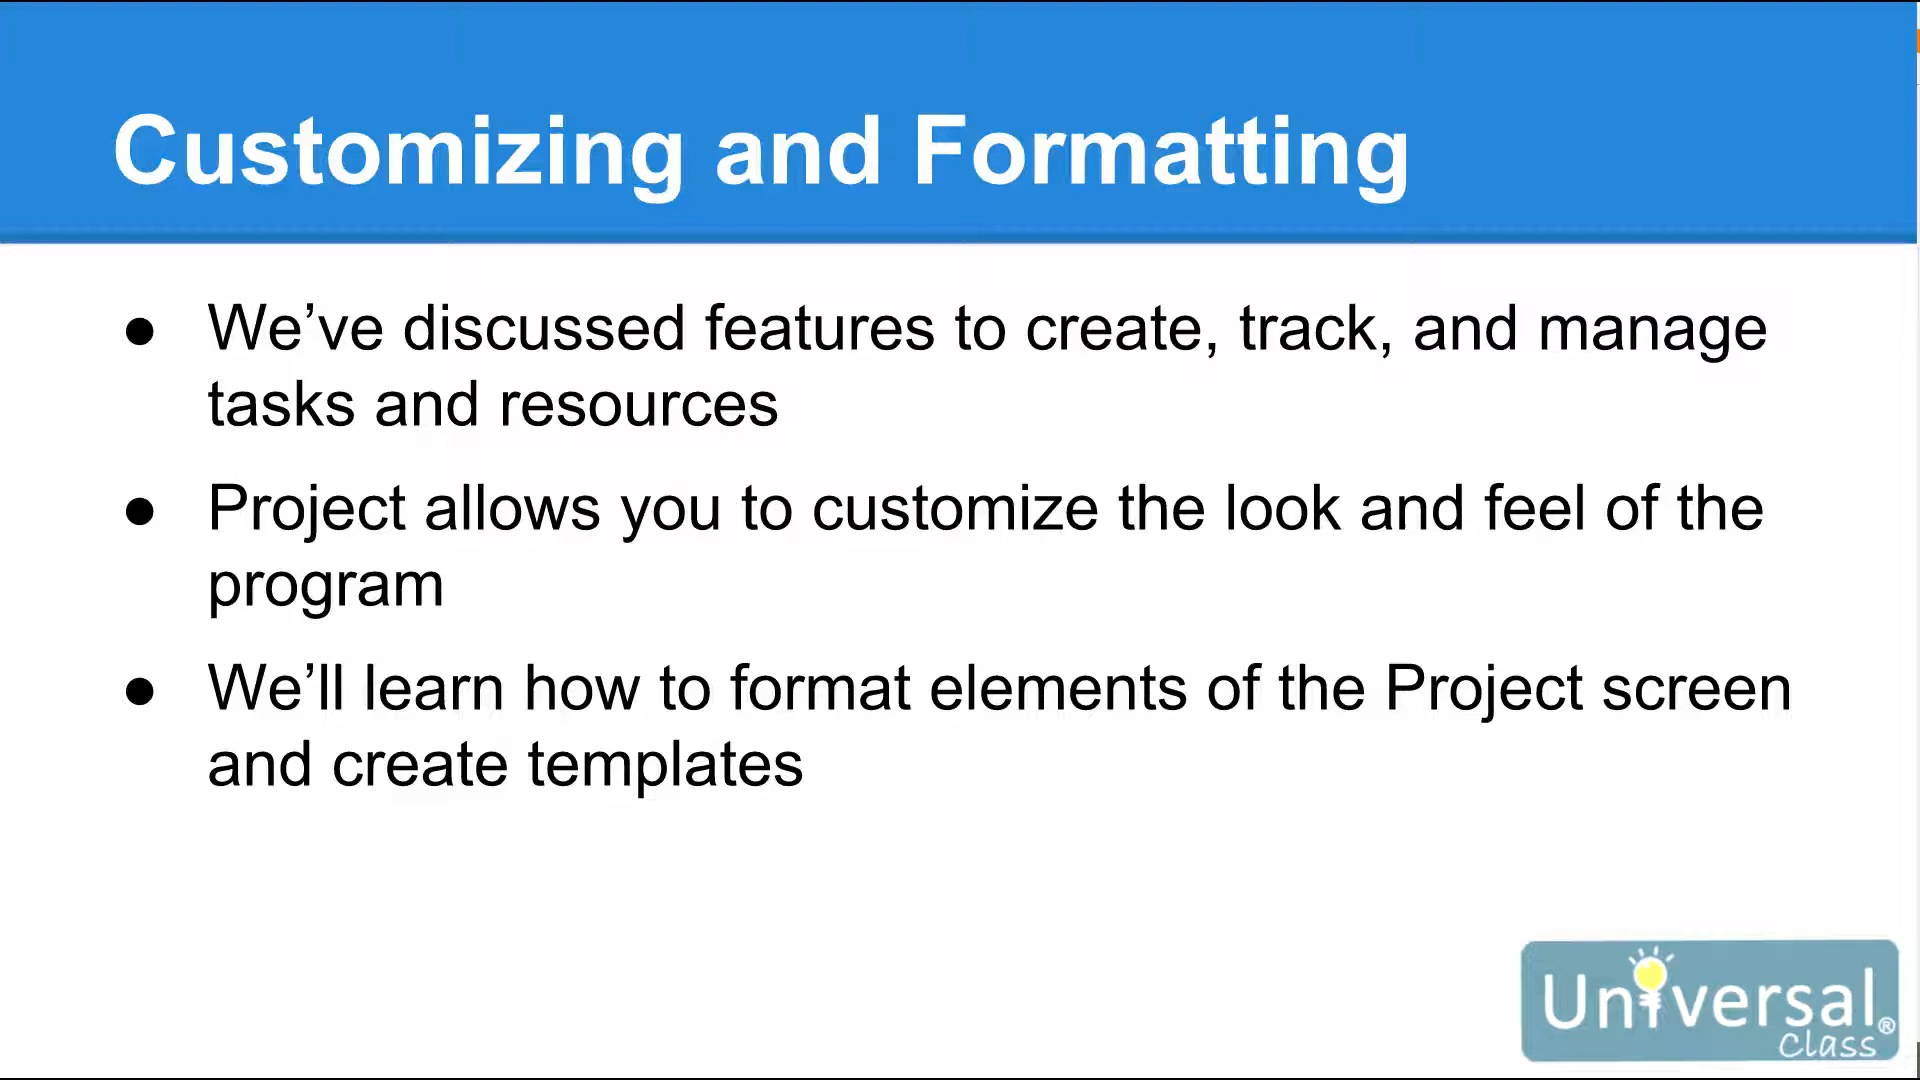 Customizing and Formatting
● We’ve discussed features to create, track, and manage
tasks and resources
● Project allows you to customize the look and feel of the
program
● We’ll learn how to format elements of the Project screen
and create templates
Universal®
Class